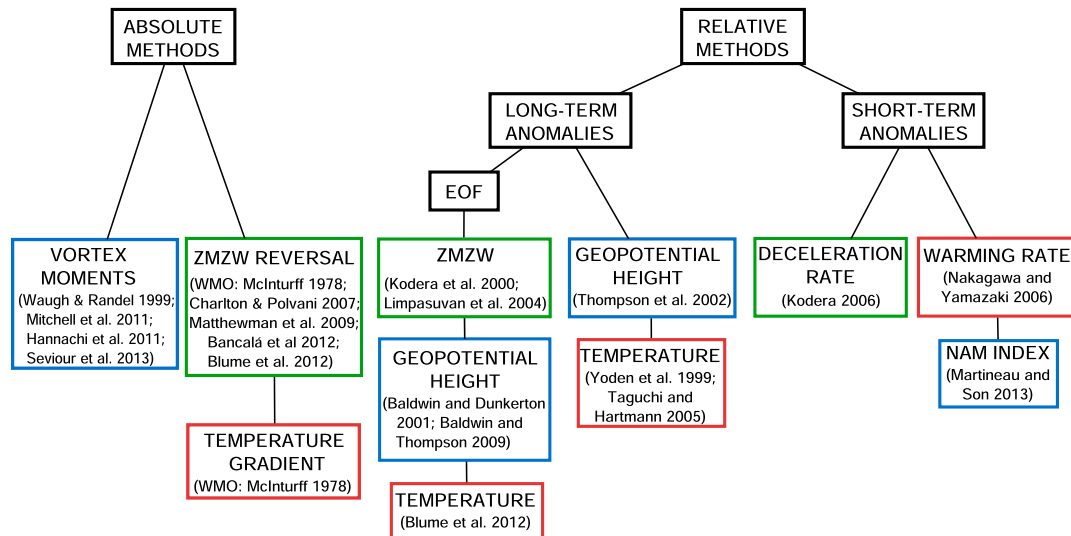 ABSOLUTE
METHODS
RELATIVE
METHODS
LONG-TERM
ANOMALIES
SHORT-TERM
ANOMALIES
EOF
VORTEX
MOMENTS
(Waugh & Randel 1999;
Mitchell et al. 2011;
Hannachi et al. 2011;
Seviour et al. 2013)
ZMZW REVERSAL
(WMO: McInturff 1978;
Charlton & Polvani 2007;
Matthewman et al. 2009;
Bancalá et al 2012;
Blume et al. 2012)
TEMPERATURE
GRADIENT
(WMO: McInturff 1978)
ZMZW
(Kodera et al. 2000;
Limpasuvan et al. 2004)
GEOPOTENTIAL
HEIGHT
(Baldwin and Dunkerton
2001; Baldwin and
Thompson 2009)
TEMPERATURE
(Blume et al. 2012)
GEOPOTENTIAL
HEIGHT
(Thompson et al. 2002)
TEMPERATURE
(Yoden et al. 1999;
Taguchi and
Hartmann 2005)
DECELERATION
RATE
(Kodera 2006)
WARMING RATE
(Nakagawa and
Yamazaki 2006)
NAM INDEX
(Martineau and
Son 2013)